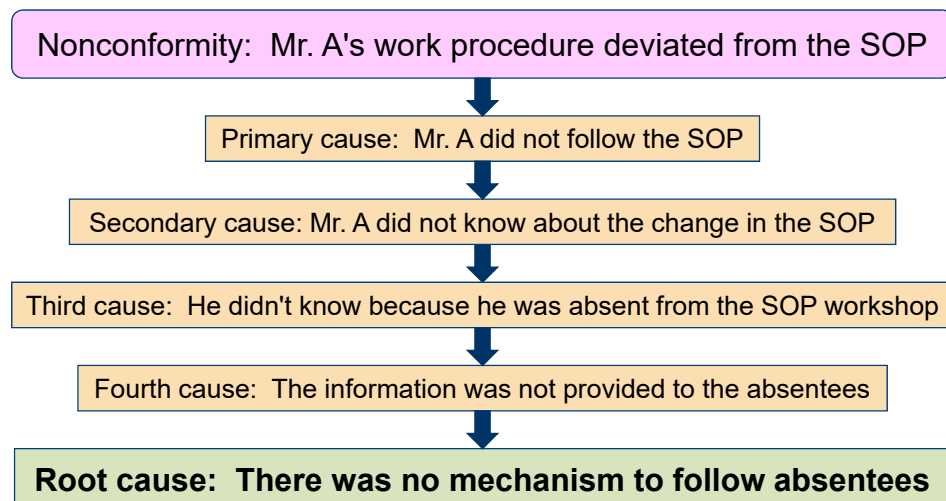 Nonconformity:  Mr. A's work procedure deviated from the SOP
Primary cause:  Mr. A did not follow the SOP
Secondary cause: Mr. A did not know about the change in the SOP
Third cause:  He didn't know because he was absent from the SOP workshop
Fourth cause:  The information was not provided to the absentees
Root cause:  There was no mechanism to follow absentees